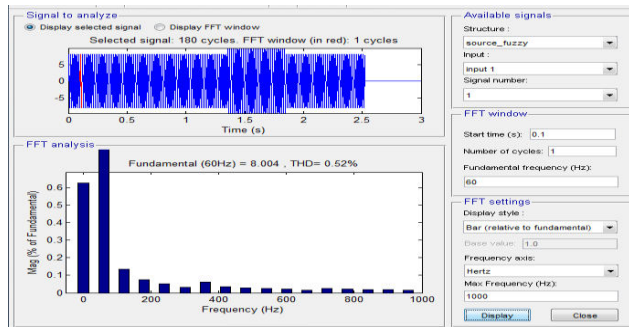 Signal to analyze
Display selected signal Display FFT window
Selected signal: 180 cycles. FFT window (in red): 1 cycles
5
0
-5
0 0.5 1 1.5 2 2.5 3
Time (s)
FFT analysis
Fundamental (60Hz) = 8.004 , THD= 0.52%
Mag (% of Fundamental)
0.6
0.5
0.4
0.3
0.2
0.1
0
0 200 400 600 800 1000
Frequency (Hz)
Available signals
Structure :
source_fuzzy
Input :
input 1
Signal number:
1
FFT window
Start time (s): 0.1
Number of cycles: 1
Fundamental frequency (Hz):
60
FFT settings
Display style :
Bar (relative to fundamental)
Base value: 1.0
Frequency axis:
Hertz
Max Frequency (Hz):
1000
Display Close